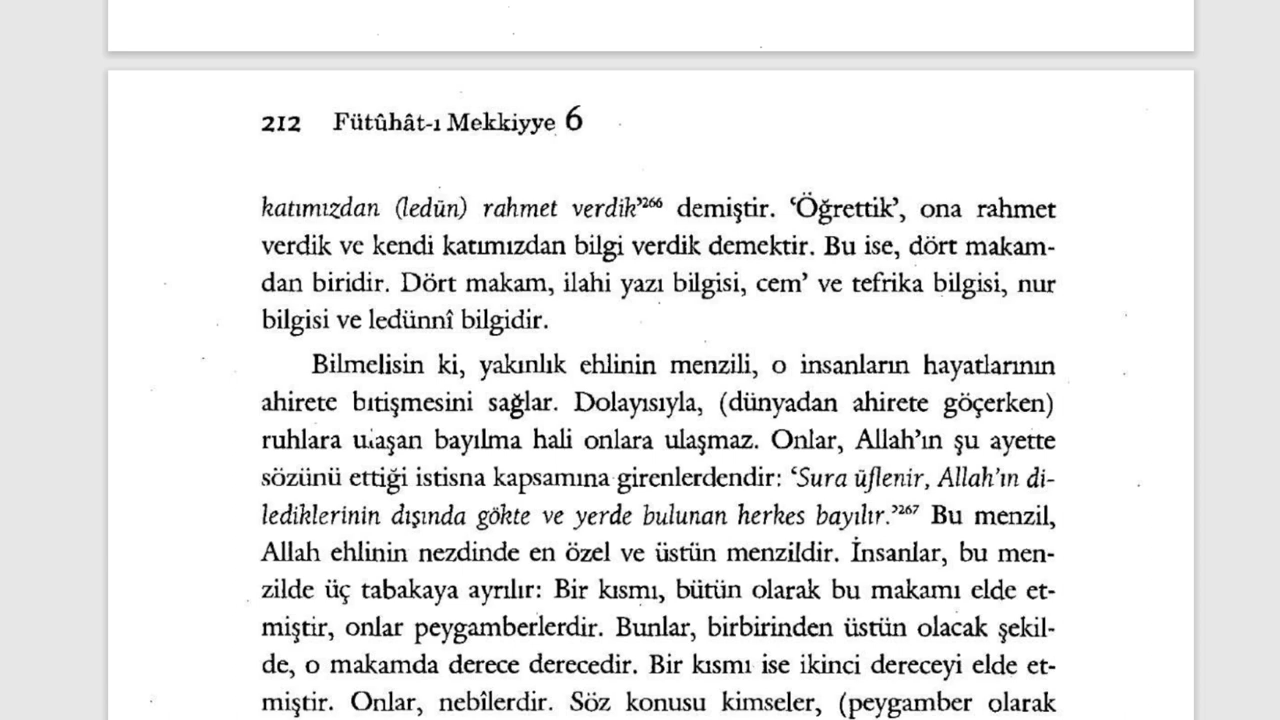 212 Fütûhât-ı Mekkiyye 6
katımızdan (ledün) rahmet verdik’²⁶⁶ demiştir. ‘Öğrettik’, ona rahmet
verdik ve kendi katımızdan bilgi verdik demektir. Bu ise, dört makam-
dan biridir. Dört makam, ilahi yazı bilgisi, cem’ ve tefrika bilgisi, nur
bilgisi ve ledünnî bilgidir.
Bilmelisin ki, yakınlık ehlinin menzili, o insanların hayatlarının
ahirete bitişmesini sağlar. Dolayısıyla, (dünyadan ahirete göçerken)
ruhlara ulaşan bayılma hali onlara ulaşmaz. Onlar, Allah’ın şu ayette
sözünü ettiği istisna kapsamına girenlerdendir: ‘Sura üflenir, Allah’ın di-
lediklerinin dışında gökte ve yerde bulunan herkes bayılır.’²⁶⁷ Bu menzil,
Allah ehlinin nezdinde en özel ve üstün menzildir. İnsanlar, bu men-
zilde üç tabakaya ayrılır: Bir kısmı, bütün olarak bu makamı elde et-
miştir, onlar peygamberlerdir. Bunlar, birbirinden üstün olacak şekil-
de, o makamda derece derecedir. Bir kısmı ise ikinci dereceyi elde et-
miştir. Onlar, nebîlerdir. Söz konusu kimseler, (peygamber olarak